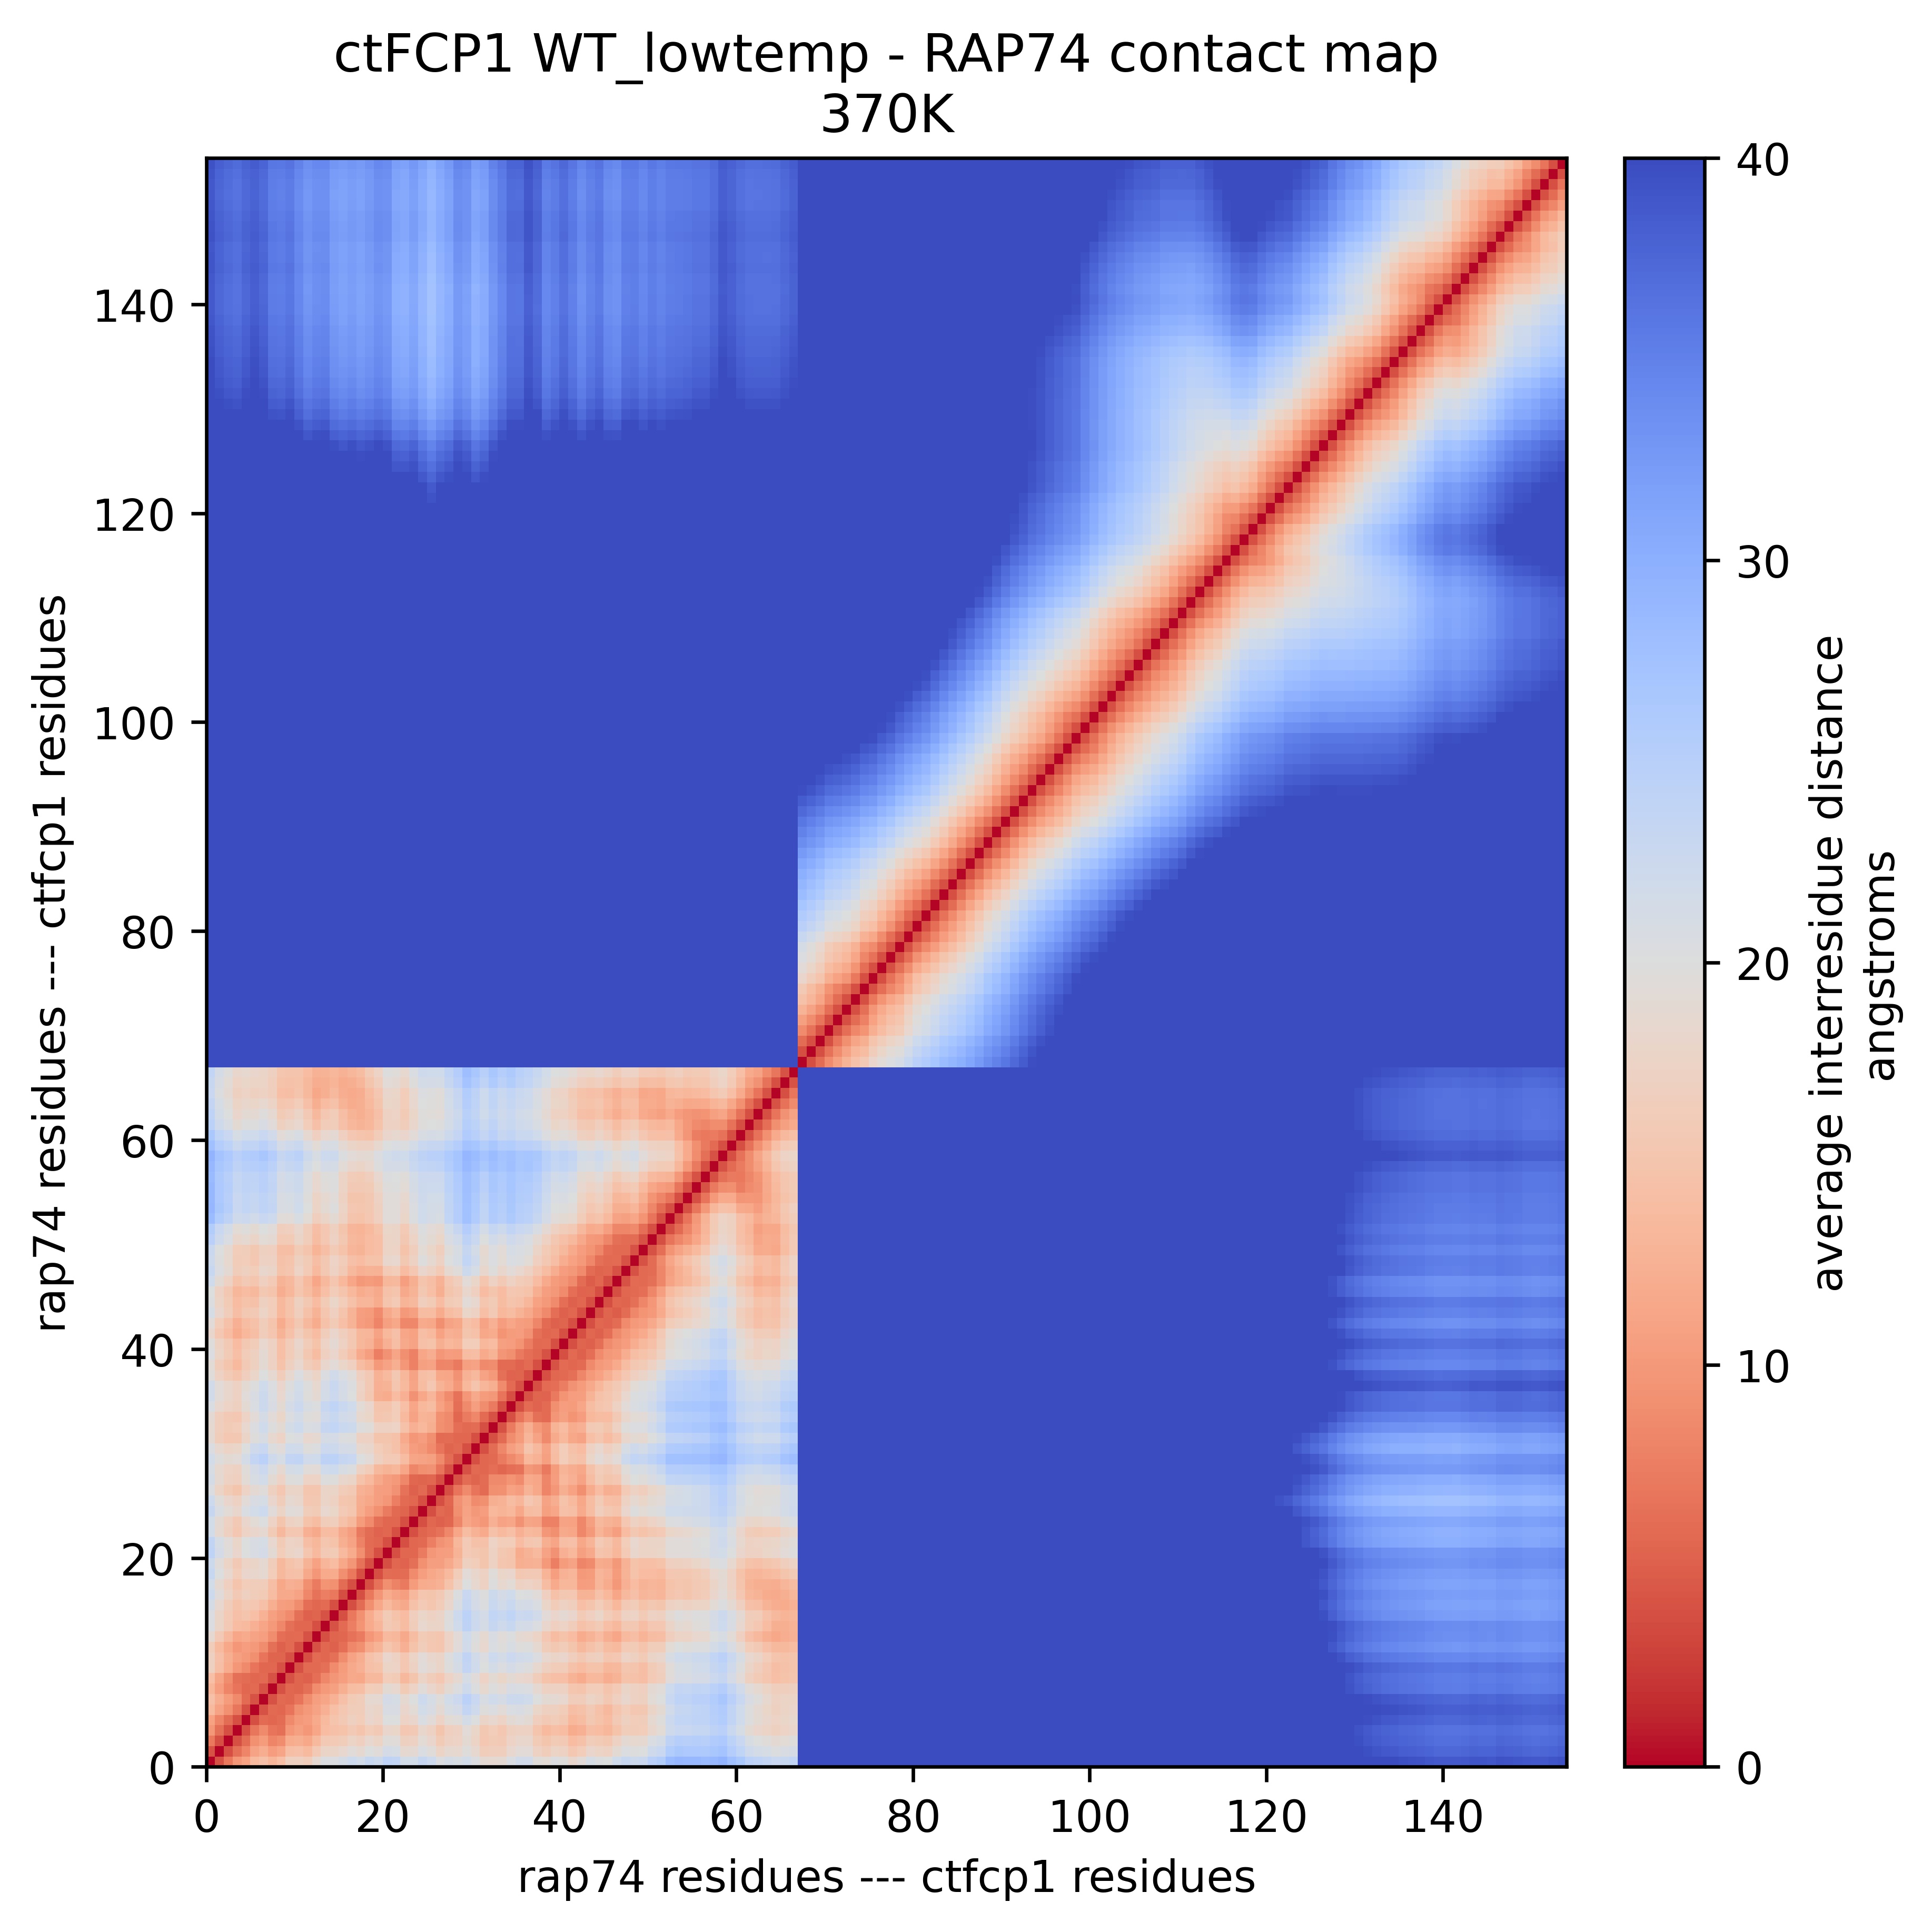 ctFCP1 WT_lowtemp - RAP74 contact map
370K
140
120
100
80
60
40
20
0
rap74 residues --- ctfcp1 residues
0 20 40 60 80 100 120 140
rap74 residues --- ctfcp1 residues
40
30
20
10
0
average interresidue distance
angstroms